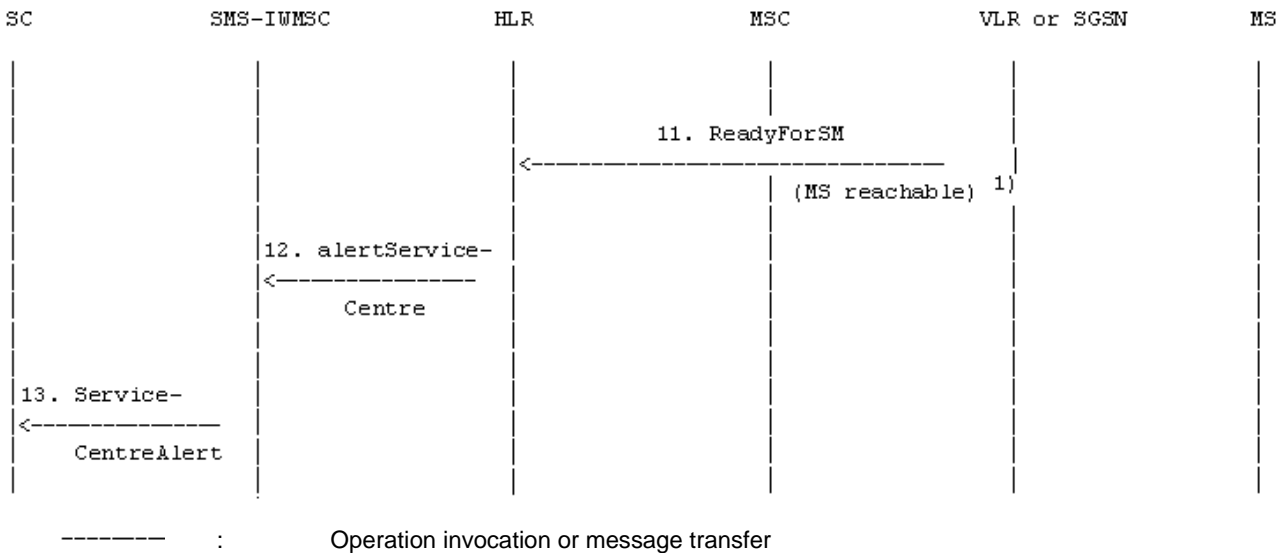 SC SMS-IWMSC HLR MSC VLR or SGSN MS
11. ReadyForSM
(MS reachable) 1)
12. alertService-
Centre
13. Service-
CentreAlert
: Operation invocation or message transfer